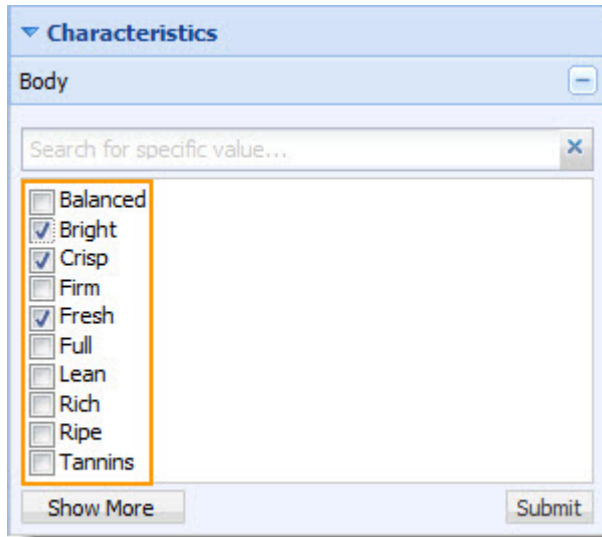 Characteristics
Body
Search for specific value...
Balanced
Bright
Crisp
Firm
Fresh
Full
Lean
Rich
Ripe
Tannins
Show More Submit